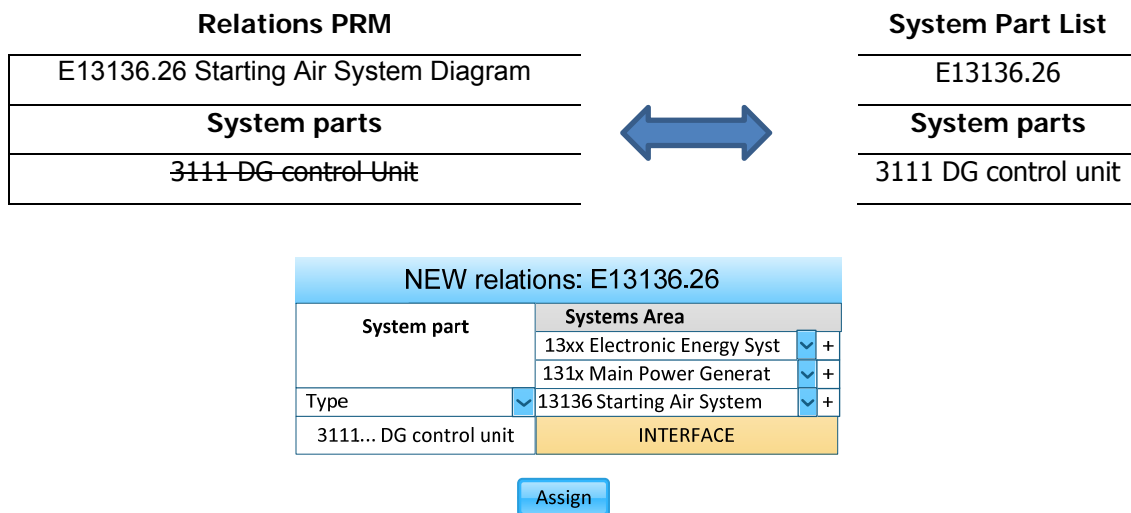 Relations PRM
System Part List
E13136.26 Starting Air System Diagram
E13136.26
System parts
System parts
3111 DG control Unit
3111 DG control unit
NEW relations: E13136.26
System part
Systems Area
13xx Electronic Energy Syst +
131x Main Power Generat +
Type
13136 Starting Air System +
3111... DG control unit
INTERFACE
Assign